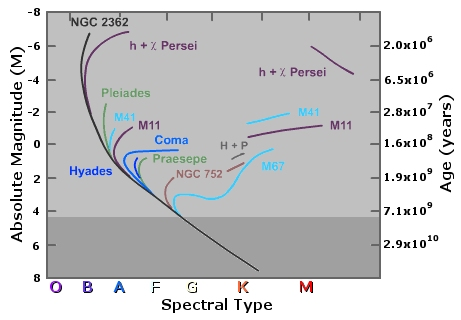 -8
-6
-4
-2
0
2
4
6
8
Absolute Magnitude (M)
NGC 2362
h + χ Persei
h + χ Persei
Pleiades
M41
M41
M11
M11
Coma
H + P
Hyades
Praesepe
NGC 752
M67
2.0x10⁶
6.5x10⁶
2.8x10⁷
1.6x10⁸
1.9x10⁹
7.1x10⁹
2.9x10¹⁰
Age (years)
O B A F G K M
Spectral Type